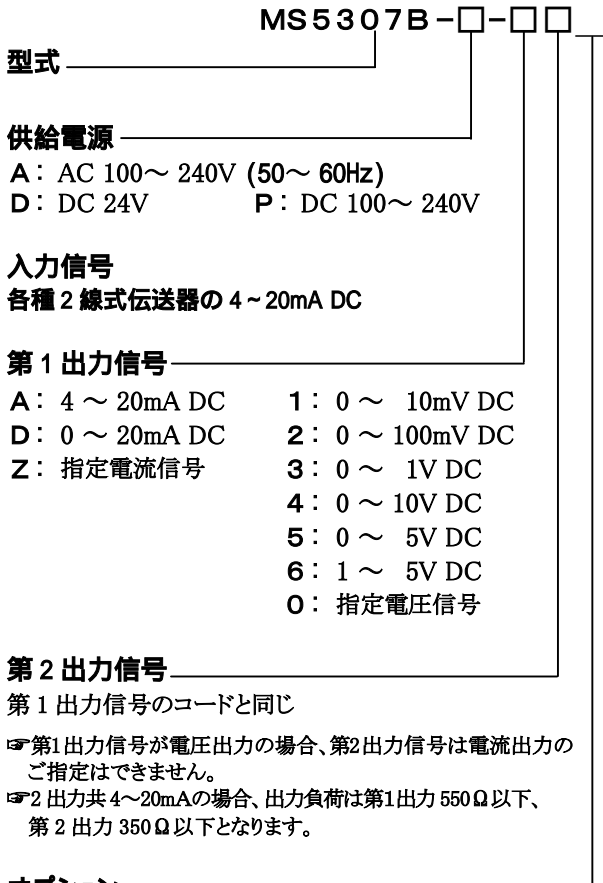 MS5307B-□-□□
型式
供給電源
A： AC 100～ 240V (50～ 60Hz)
D： DC 24V P： DC 100～ 240V
入力信号
各種2線式伝送器の 4～20mA DC
第1出力信号
A： 4 ～ 20mA DC 1： 0 ～ 10mV DC
D： 0 ～ 20mA DC 2： 0 ～ 100mV DC
Z： 指定電流信号 3： 0 ～ 1V DC
4： 0 ～ 10V DC
5： 0 ～ 5V DC
6： 1 ～ 5V DC
0： 指定電圧信号
第2出力信号
第1出力信号のコードと同じ
☞第1出力信号が電圧出力の場合、第2出力信号は電流出力の
ご指定はできません。
☞2出力共4～20mAの場合、出力負荷は第1出力 550Ω以下、
第2出力 350Ω以下となります。
オプション